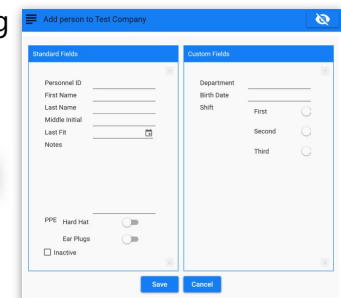 g
Add person to Test Company
Standard Fields
Personnel ID
First Name
Last Name
Middle Initial
Last Fit
Notes
PPE Hard Hat
Ear Plugs
Inactive
Custom Fields
Department
Birth Date
Shift First
Second
Third
Save Cancel